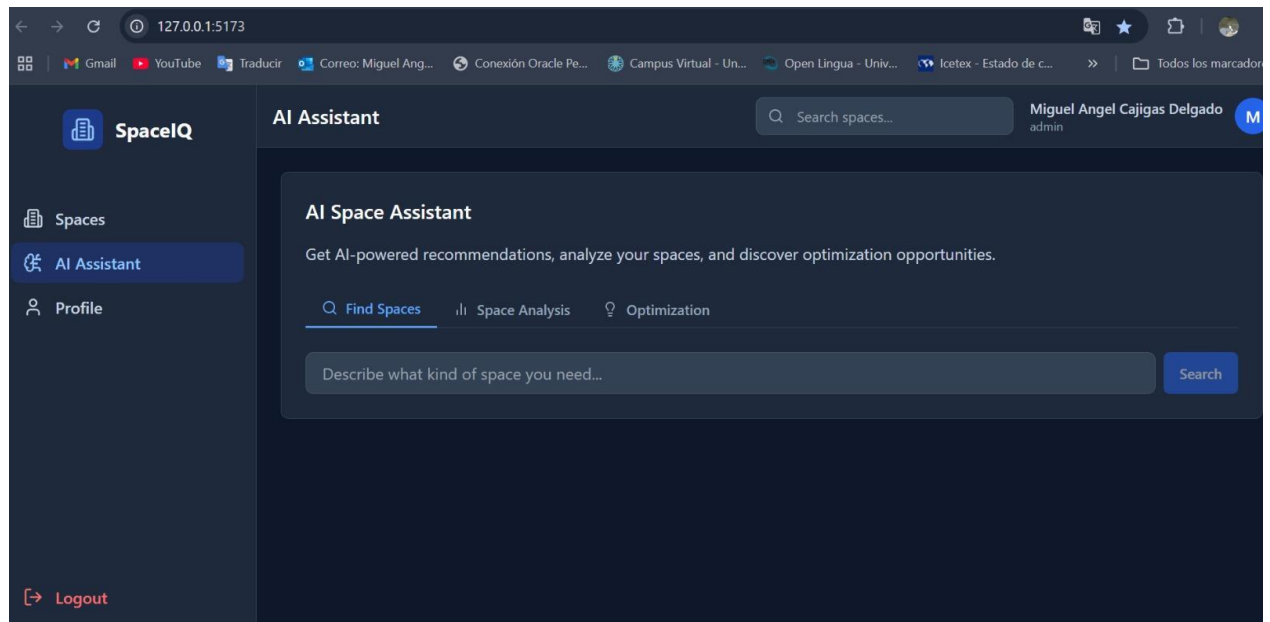 127.0.0.1:5173
Gmail YouTube Traducir Correo: Miguel Ang... Conexión Oracle Pe... Campus Virtual - Un... Open Lingua - Univ... Icetex - Estado de c... » Todos los marcadore
SpaceIQ
AI Assistant
Search spaces...
Miguel Angel Cajigas Delgado
admin
M
Spaces
AI Assistant
Profile
Logout
AI Space Assistant
Get AI-powered recommendations, analyze your spaces, and discover optimization opportunities.
Find Spaces Space Analysis Optimization
Describe what kind of space you need... Search